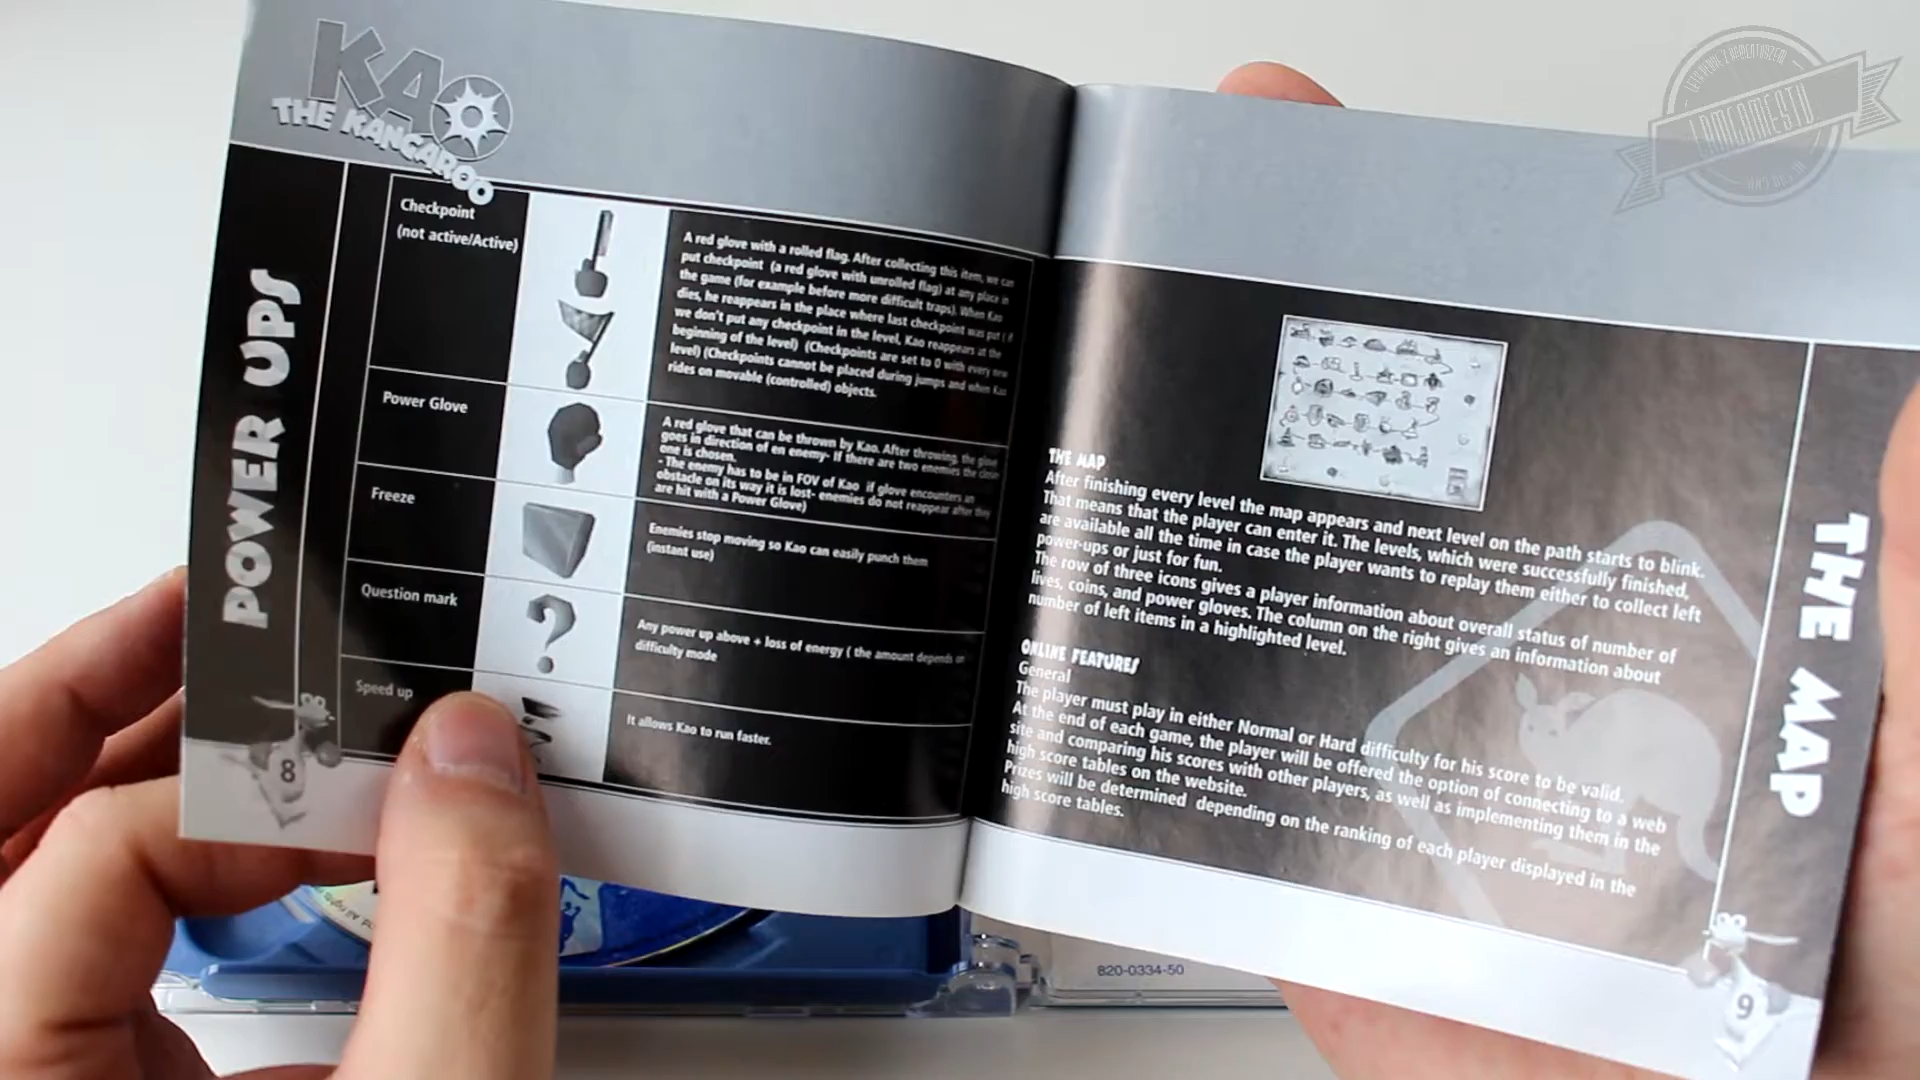 KAO
THE KANGAROO
POWER UPS
Checkpoint
(not active/Active)
A red glove with a rolled flag. After collecting this item, we can
put checkpoint (a red glove with unrolled flag) at any place in
the game (for example before more difficult traps). When Kao
dies, he reappears in the place where last checkpoint was put ( if
we don't put any checkpoint in the level, Kao reappears at the
beginning of the level) (Checkpoints are set to 0 with every new
level) (Checkpoints cannot be placed during jumps and when Kao
rides on movable (controlled) objects.
Power Glove
A red glove that can be thrown by Kao. After throwing, the glove
goes in direction of en enemy- If there are two enemies the closer
one is chosen.
- The enemy has to be in FOV of Kao if glove encounters an
obstacle on its way it is lost- enemies do not reappear after they
are hit with a Power Glove)
Freeze
Enemies stop moving so Kao can easily punch them
(instant use)
Question mark
Any power up above + loss of energy ( the amount depends on
difficulty mode
Speed up
It allows Kao to run faster.
8
THE MAP
After finishing every level the map appears and next level on the path starts to blink.
That means that the player can enter it. The levels, which were successfully finished,
are available all the time in case the player wants to replay them either to collect left
power-ups or just for fun.
The row of three icons gives a player information about overall status of number of
lives, coins, and power gloves. The column on the right gives an information about
number of left items in a highlighted level.
ONLINE FEATURES
General
The player must play in either Normal or Hard difficulty for his score to be valid.
At the end of each game, the player will be offered the option of connecting to a web
site and comparing his scores with other players, as well as implementing them in the
high score tables on the website.
Prizes will be determined depending on the ranking of each player displayed in the
high score tables.
THE MAP
9
820-0334-50
LAMGAMESTU